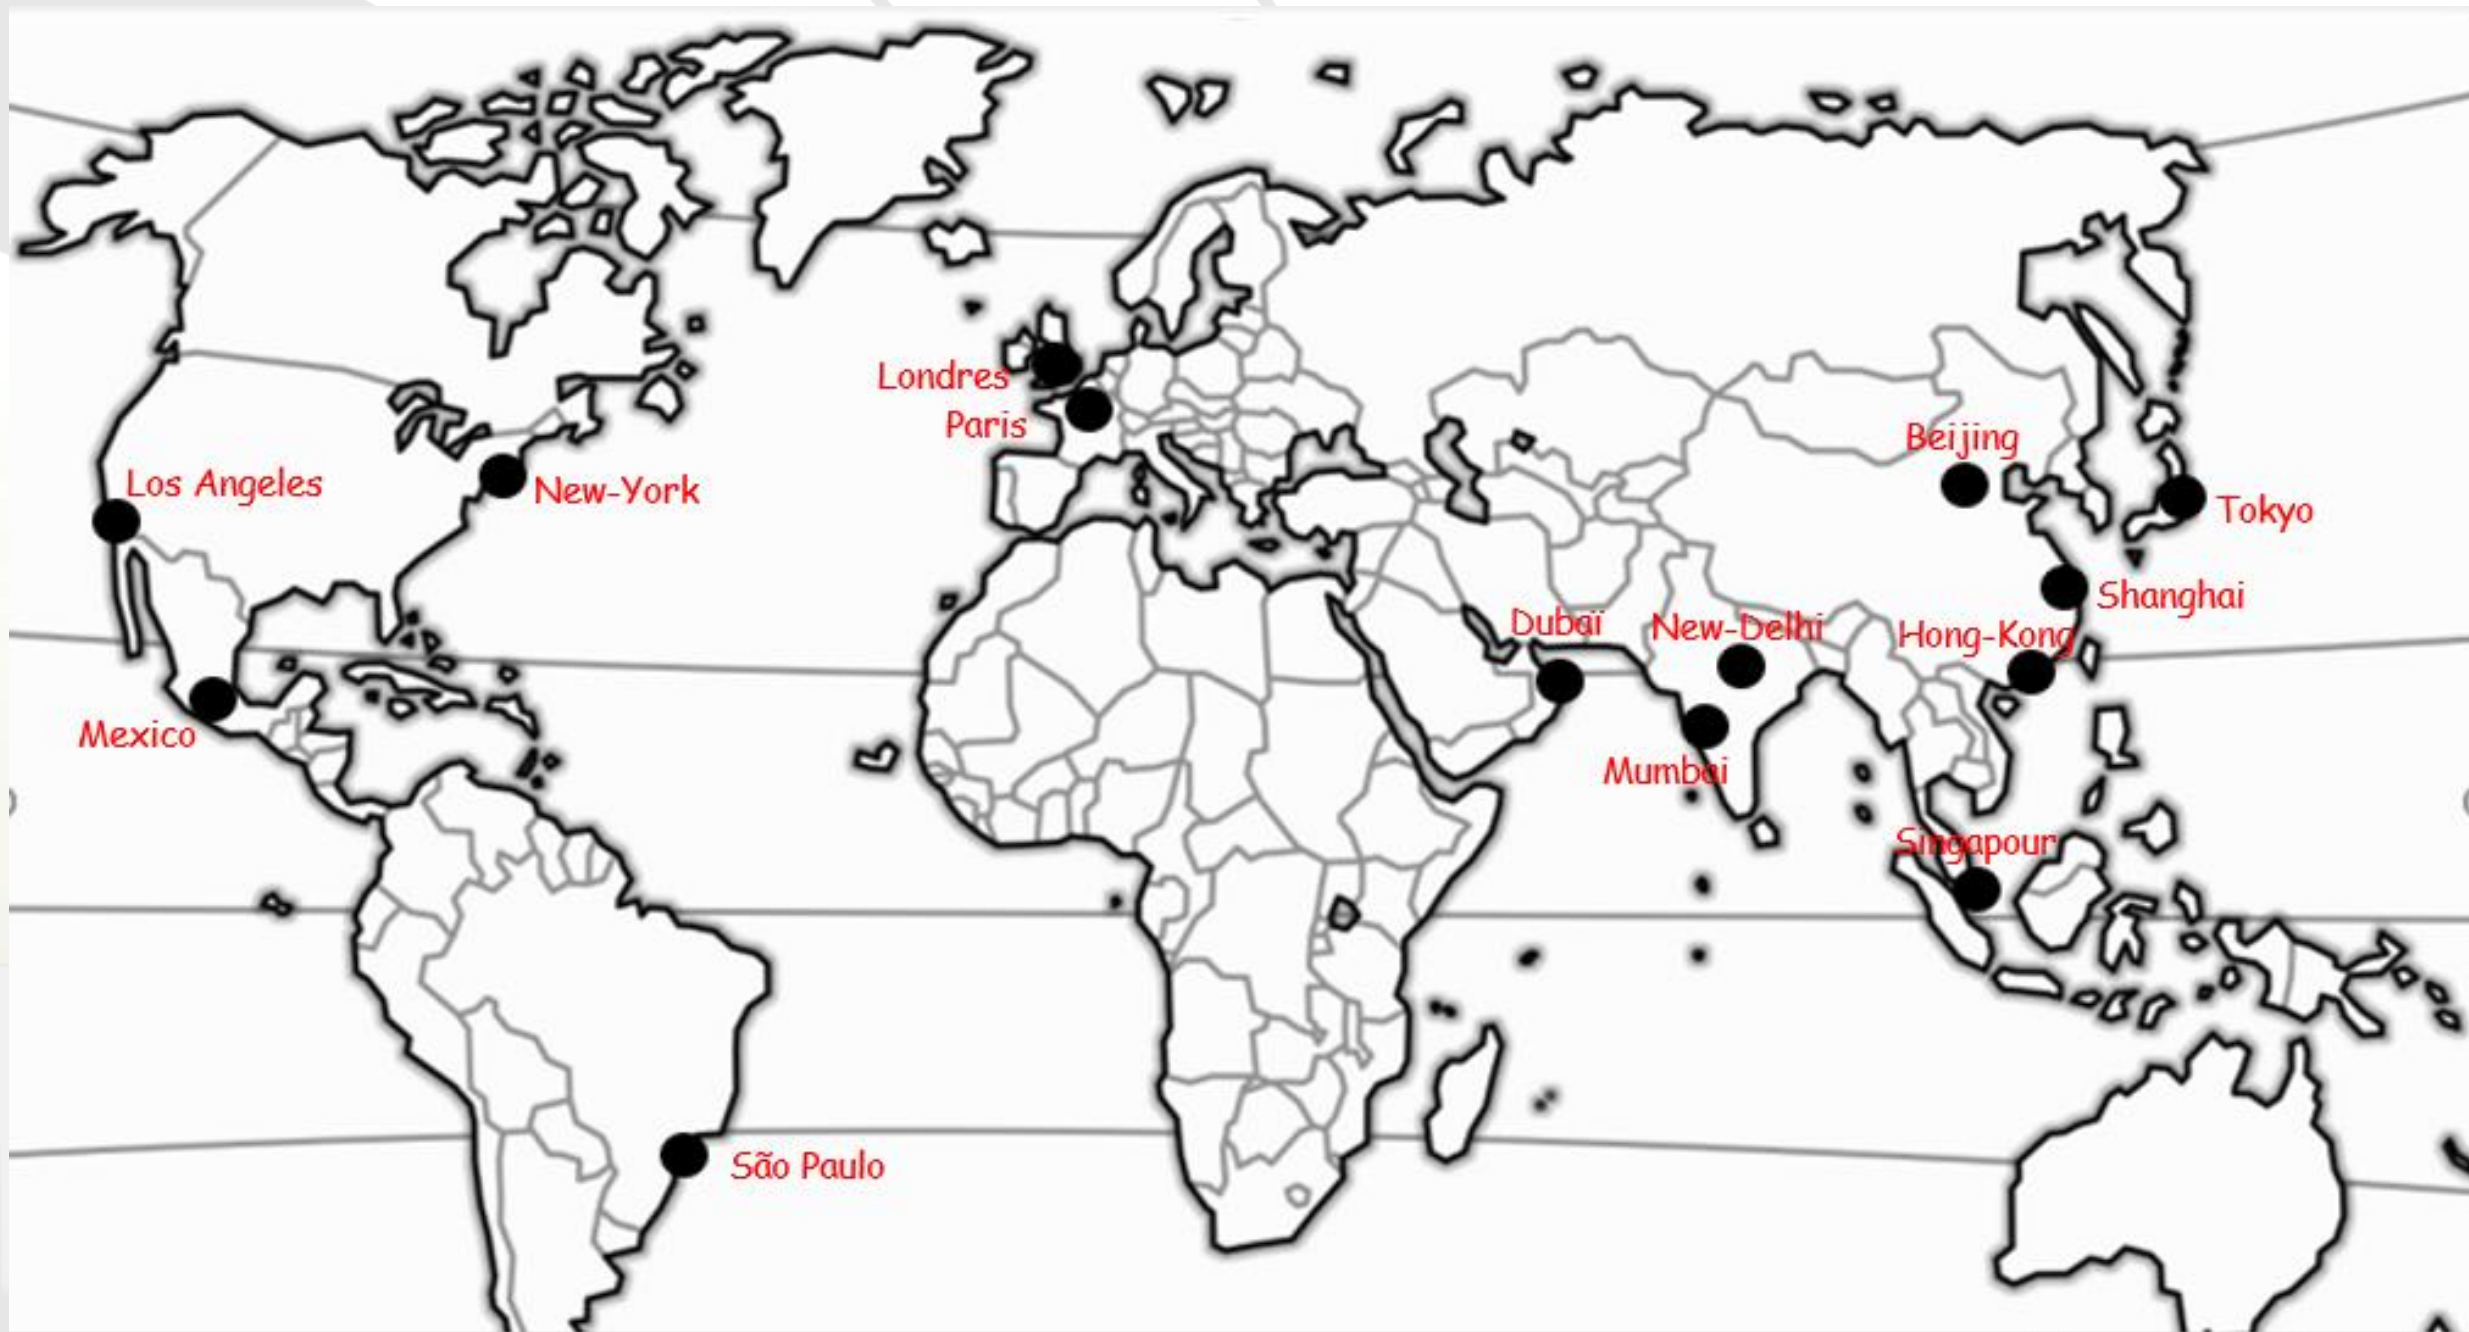 Londres
Paris
Beijing
Los Angeles
New-York
Tokyo
Shanghai
Dubaï
New-Delhi
Hong-Kong
Mexico
Mumbai
Singapour
São Paulo